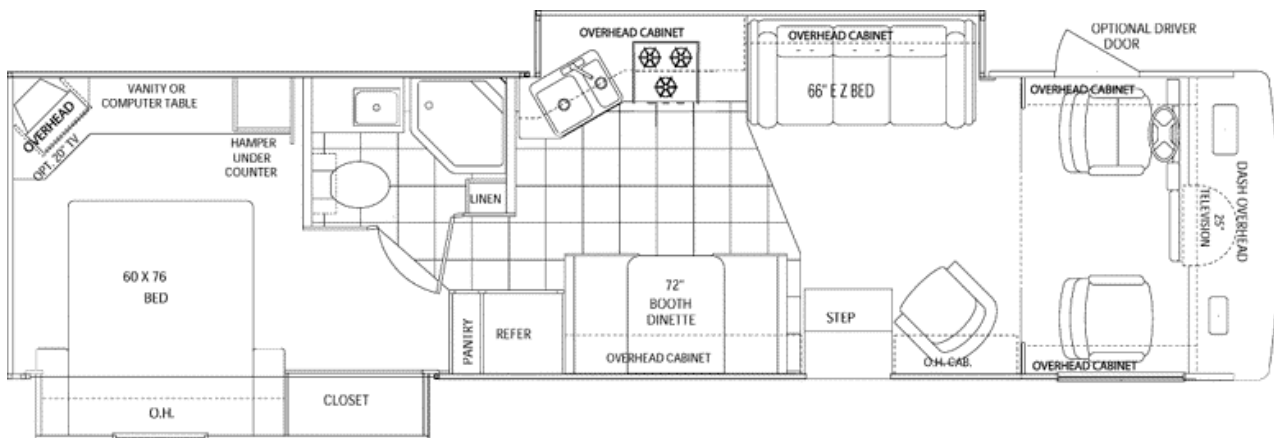 OVERHEAD CABINET
OVERHEAD CABINET
66" E Z BED
OPTIONAL DRIVER
DOOR
OVERHEAD CABINET
VANITY OR
COMPUTER TABLE
OVERHEAD
OPT. 20" TV
HAMPER
UNDER
COUNTER
LINEN
DASH OVERHEAD
25"
TELEVISION
60 X 76
BED
72"
BOOTH
DINETTE
OVERHEAD CABINET
PANTRY
REFER
STEP
O.H. CAB.
OVERHEAD CABINET
O.H.
CLOSET